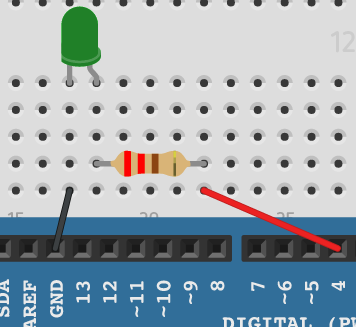 12
15 20 25
SDA AREF GND 13 12 ~11 ~10 ~9 8 7 ~6 ~5 4
DIGITAL (P